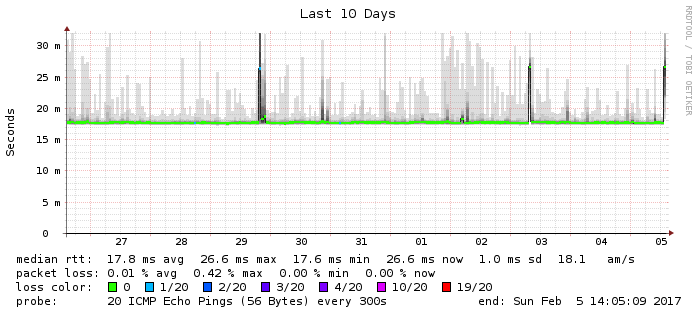 Last 10 Days
RRDTOOL / TOBI OETIKER
Seconds
30 m
25 m
20 m
15 m
10 m
5 m
0
27 28 29 30 31 01 02 03 04 05
median rtt: 17.8 ms avg 26.6 ms max 17.6 ms min 26.6 ms now 1.0 ms sd 18.1 am/s
packet loss: 0.01 % avg 0.42 % max 0.00 % min 0.00 % now
loss color: 0 1/20 2/20 3/20 4/20 10/20 19/20
probe: 20 ICMP Echo Pings (56 Bytes) every 300s end: Sun Feb 5 14:05:09 2017